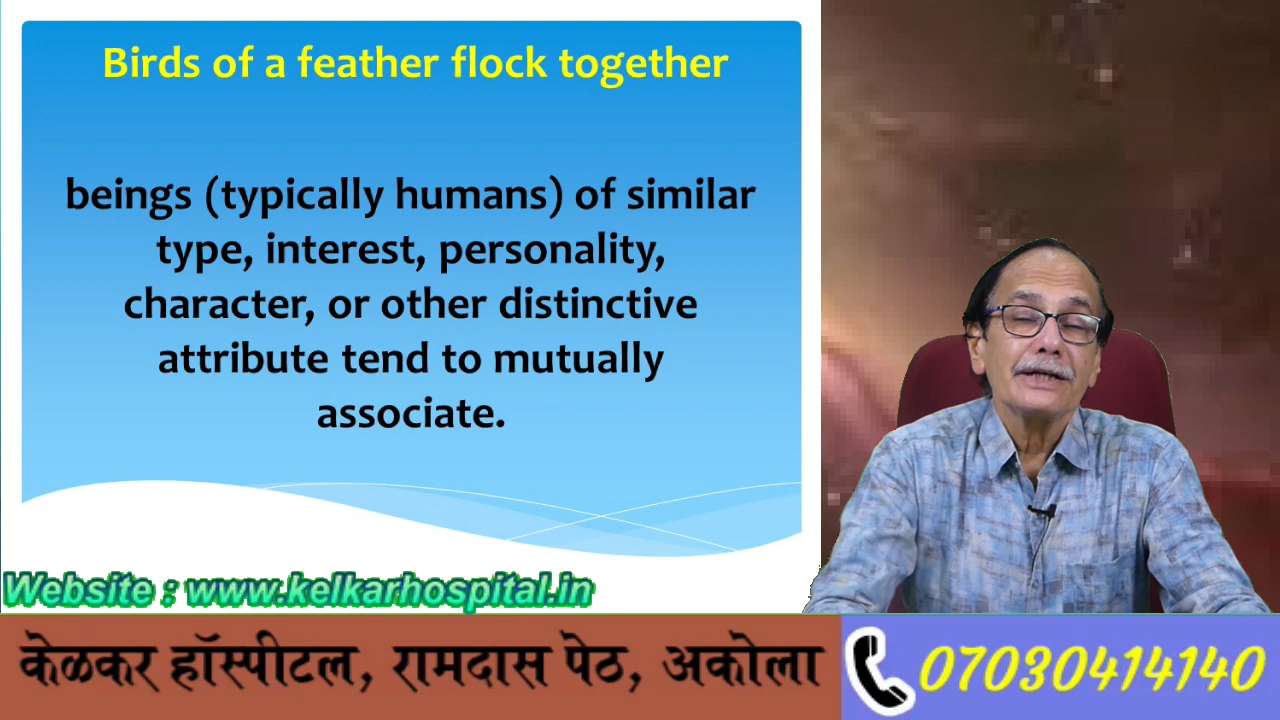 Birds of a feather flock together
beings (typically humans) of similar
type, interest, personality,
character, or other distinctive
attribute tend to mutually
associate.
Website : www.kelkarhospital.in
केळकर हॉस्पीटल, रामदास पेठ, अकोला
07030414140